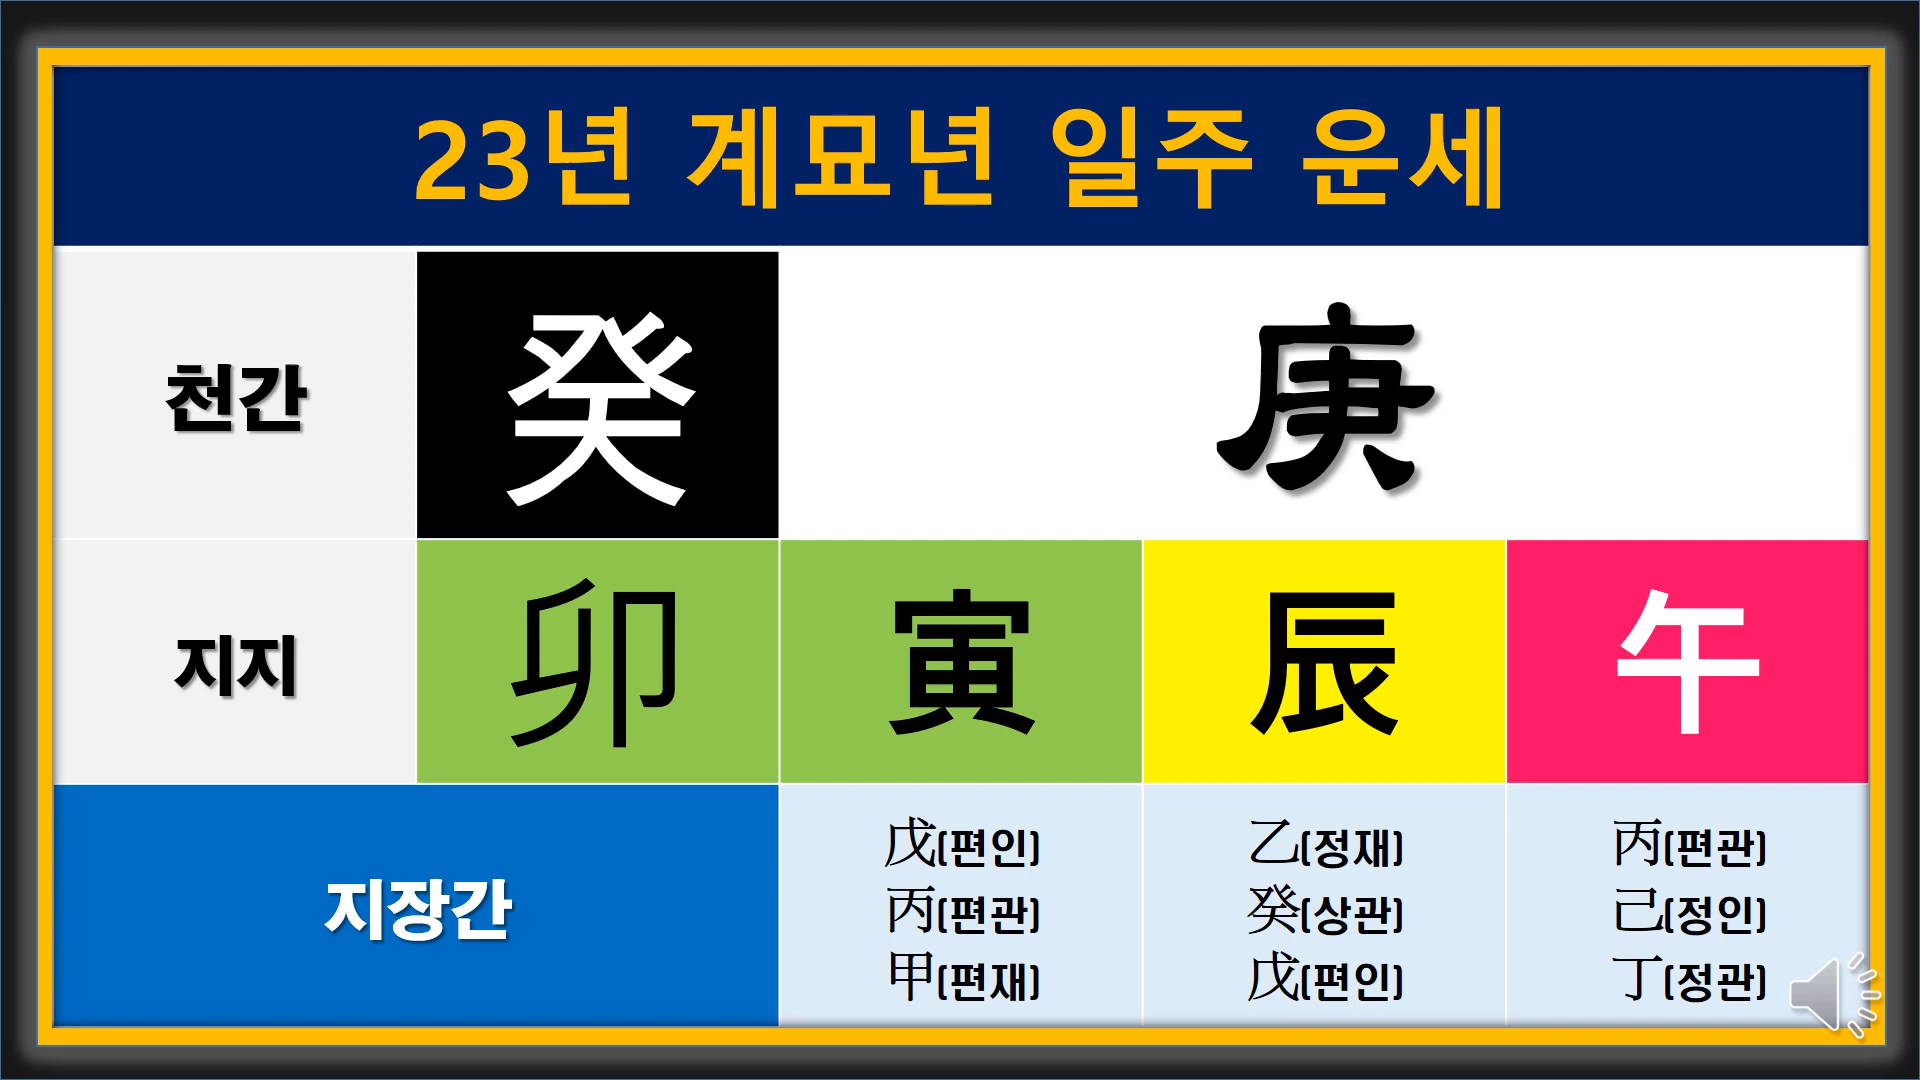 23년 계묘년 일주 운세
천간 癸 庚
지지 卯 寅 辰 午
지장간
戊(편인) 乙(정재) 丙(편관)
丙(편관) 癸(상관) 己(정인)
甲(편재) 戊(편인) 丁(정관)